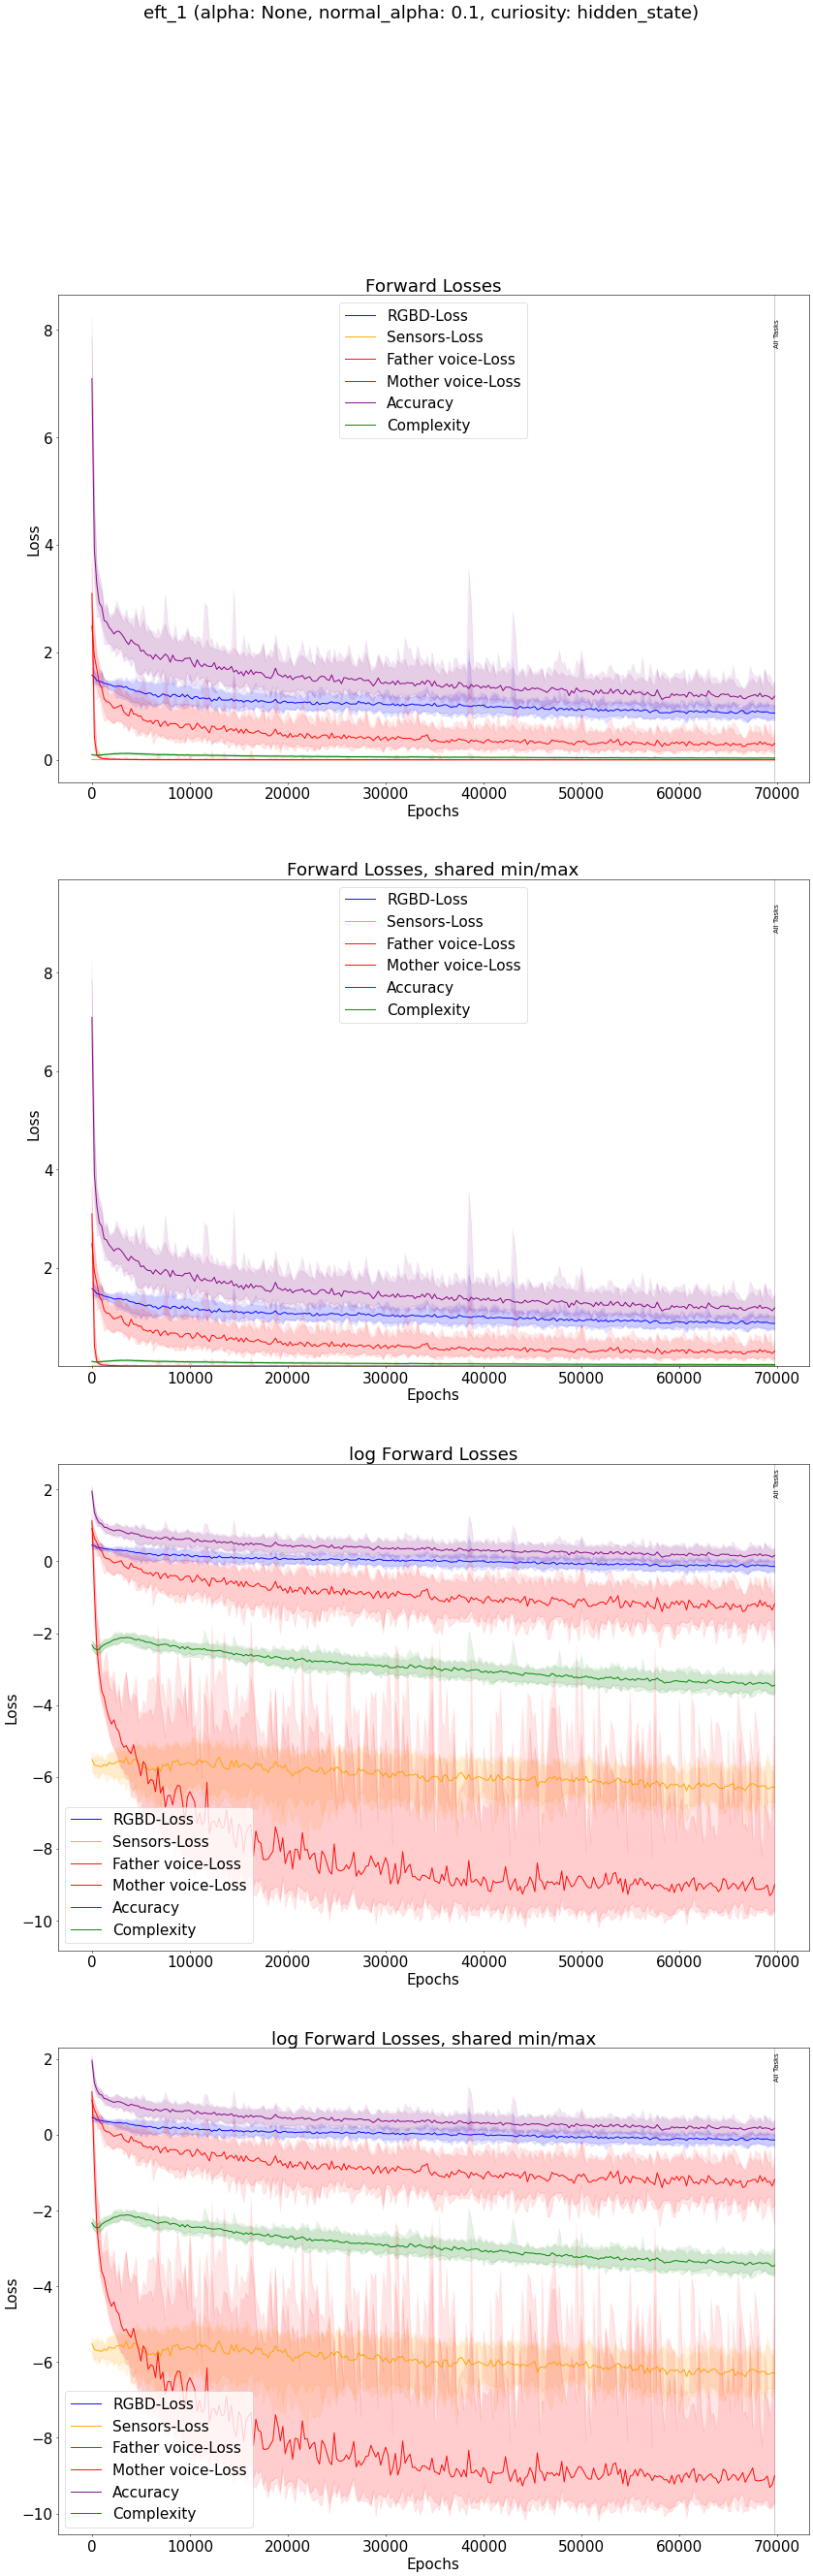 eft_1 (alpha: None, normal_alpha: 0.1, curiosity: hidden_state)
Forward Losses
RGBD-Loss
Sensors-Loss
Father voice-Loss
Mother voice-Loss
Accuracy
Complexity
All Tasks
8
6
4
2
0
Loss
0 10000 20000 30000 40000 50000 60000 70000
Epochs
Forward Losses, shared min/max
RGBD-Loss
Sensors-Loss
Father voice-Loss
Mother voice-Loss
Accuracy
Complexity
All Tasks
8
6
4
2
Loss
0 10000 20000 30000 40000 50000 60000 70000
Epochs
log Forward Losses
All Tasks
2
0
−2
−4
−6
−8
−10
Loss
RGBD-Loss
Sensors-Loss
Father voice-Loss
Mother voice-Loss
Accuracy
Complexity
0 10000 20000 30000 40000 50000 60000 70000
Epochs
log Forward Losses, shared min/max
All Tasks
2
0
−2
−4
−6
−8
−10
Loss
RGBD-Loss
Sensors-Loss
Father voice-Loss
Mother voice-Loss
Accuracy
Complexity
0 10000 20000 30000 40000 50000 60000 70000
Epochs